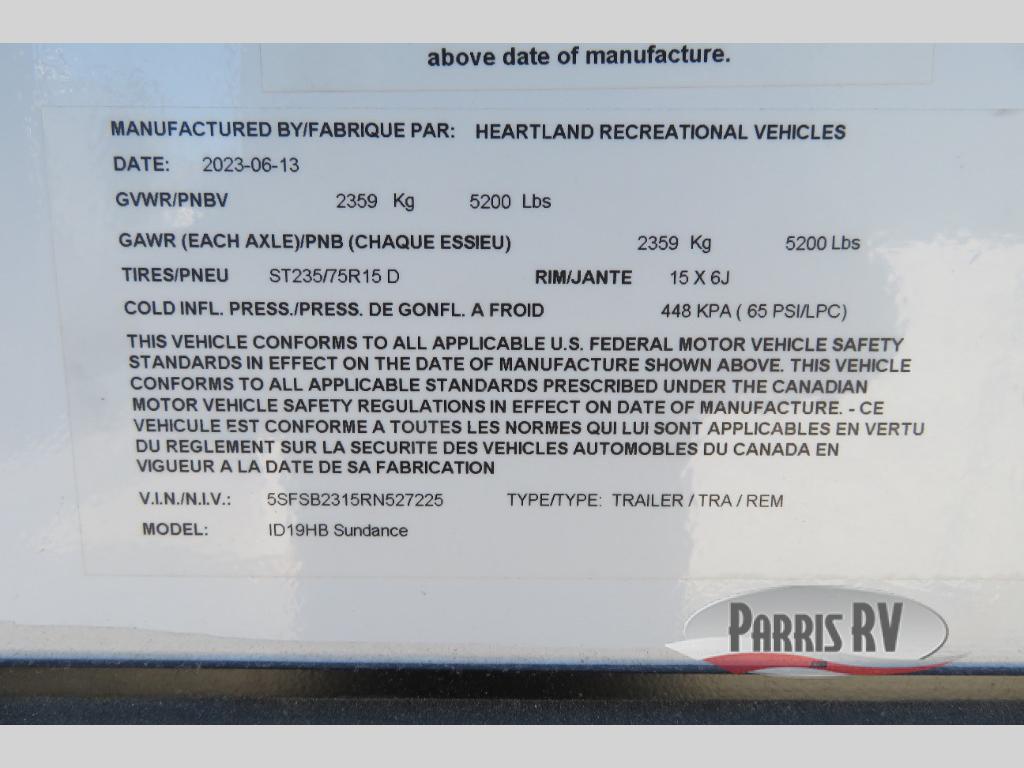 above date of manufacture.
MANUFACTURED BY/FABRIQUE PAR: HEARTLAND RECREATIONAL VEHICLES
DATE: 2023-06-13
GVWR/PNBV 2359 Kg 5200 Lbs
GAWR (EACH AXLE)/PNB (CHAQUE ESSIEU) 2359 Kg 5200 Lbs
TIRES/PNEU ST235/75R15 D RIM/JANTE 15 X 6J
COLD INFL. PRESS./PRESS. DE GONFL. A FROID 448 KPA ( 65 PSI/LPC)
THIS VEHICLE CONFORMS TO ALL APPLICABLE U.S. FEDERAL MOTOR VEHICLE SAFETY
STANDARDS IN EFFECT ON THE DATE OF MANUFACTURE SHOWN ABOVE. THIS VEHICLE
CONFORMS TO ALL APPLICABLE STANDARDS PRESCRIBED UNDER THE CANADIAN
MOTOR VEHICLE SAFETY REGULATIONS IN EFFECT ON DATE OF MANUFACTURE. - CE
VEHICULE EST CONFORME A TOUTES LES NORMES QUI LUI SONT APPLICABLES EN VERTU
DU REGLEMENT SUR LA SECURITE DES VEHICLES AUTOMOBILES DU CANADA EN
VIGUEUR A LA DATE DE SA FABRICATION
V.I.N./N.I.V.: 5SFSB2315RN527225 TYPE/TYPE: TRAILER / TRA / REM
MODEL: ID19HB Sundance
PARRIS RV